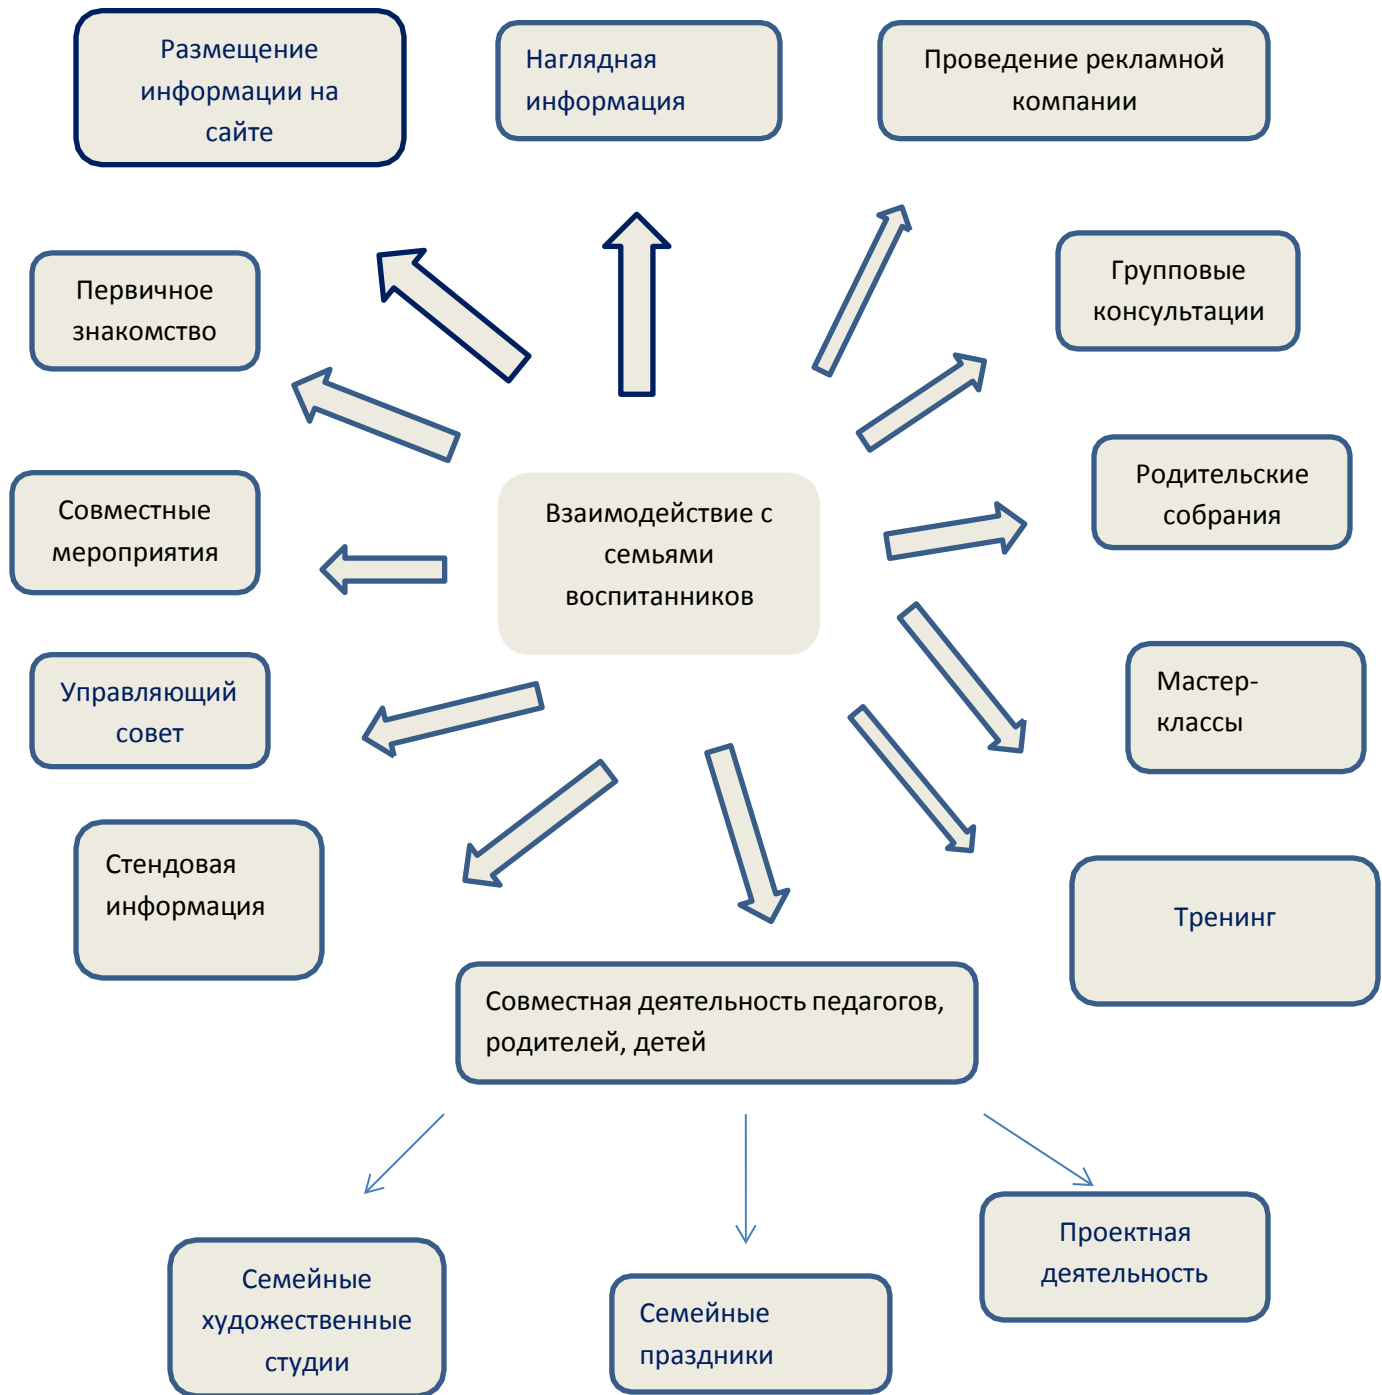 Размещение
информации на
сайте
Наглядная
информация
Проведение рекламной
компании
Первичное
знакомство
Групповые
консультации
Совместные
мероприятия
Взаимодействие с
семьями
воспитанников
Родительские
собрания
Управляющий
совет
Мастер-
классы
Стендовая
информация
Тренинг
Совместная деятельность педагогов,
родителей, детей
Семейные
художественные
студии
Семейные
праздники
Проектная
деятельность